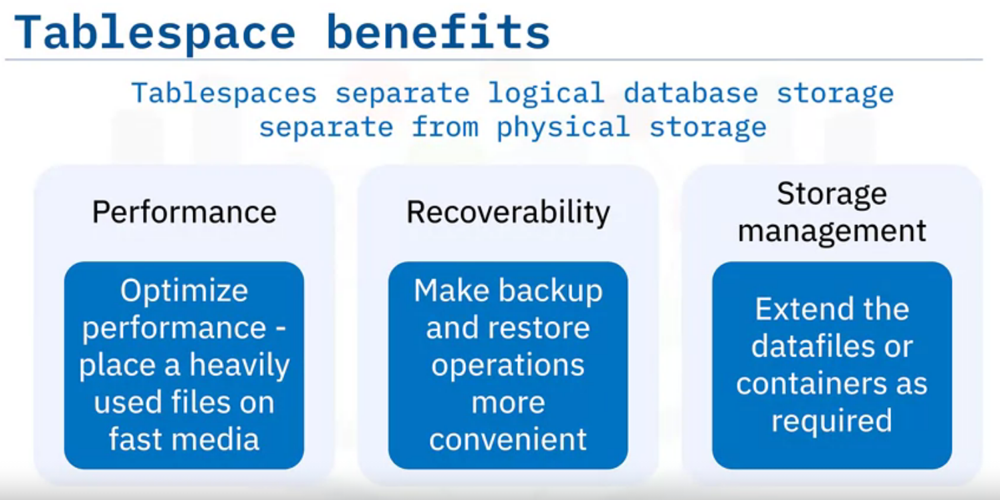 Tablespace benefits
Tablespaces separate logical database storage
separate from physical storage
Performance
Optimize
performance -
place a heavily
used files on
fast media
Recoverability
Make backup
and restore
operations
more
convenient
Storage
management
Extend the
datafiles or
containers as
required